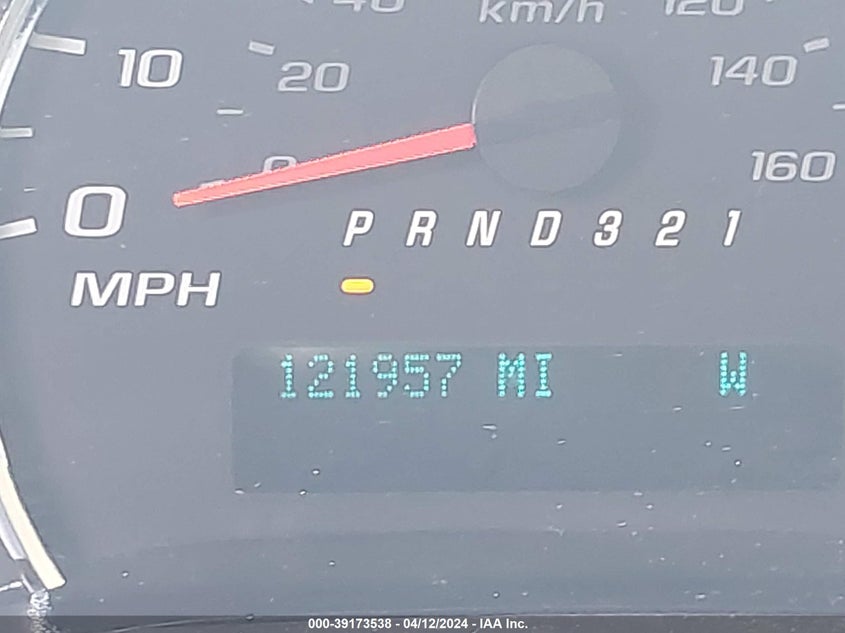 40 km/h 120
10 20 140
0 160
0
P R N D 3 2 1
MPH
121957 MI W
000-39173538 - 04/12/2024 - IAA Inc.